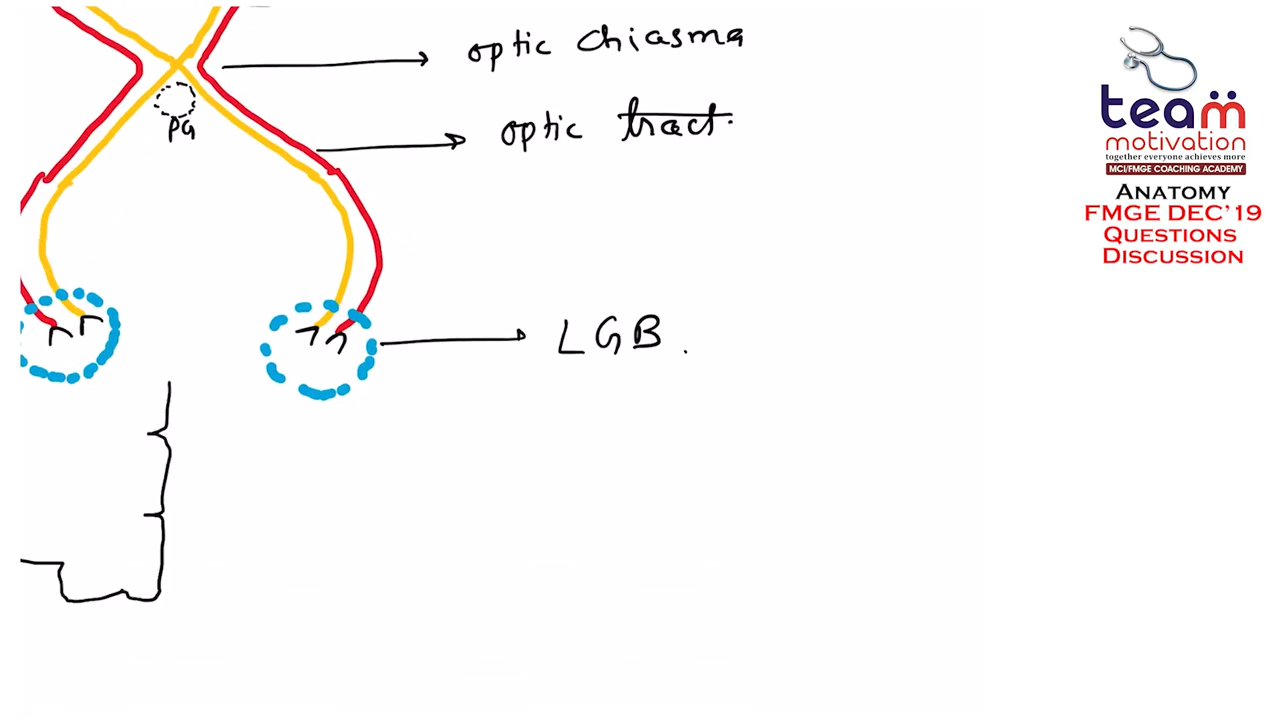 optic chiasma
optic tract.
PG
LGB.
team
motivation
together everyone achieves more
MCI/FMGE COACHING ACADEMY
ANATOMY
FMGE DEC'19
QUESTIONS
DISCUSSION